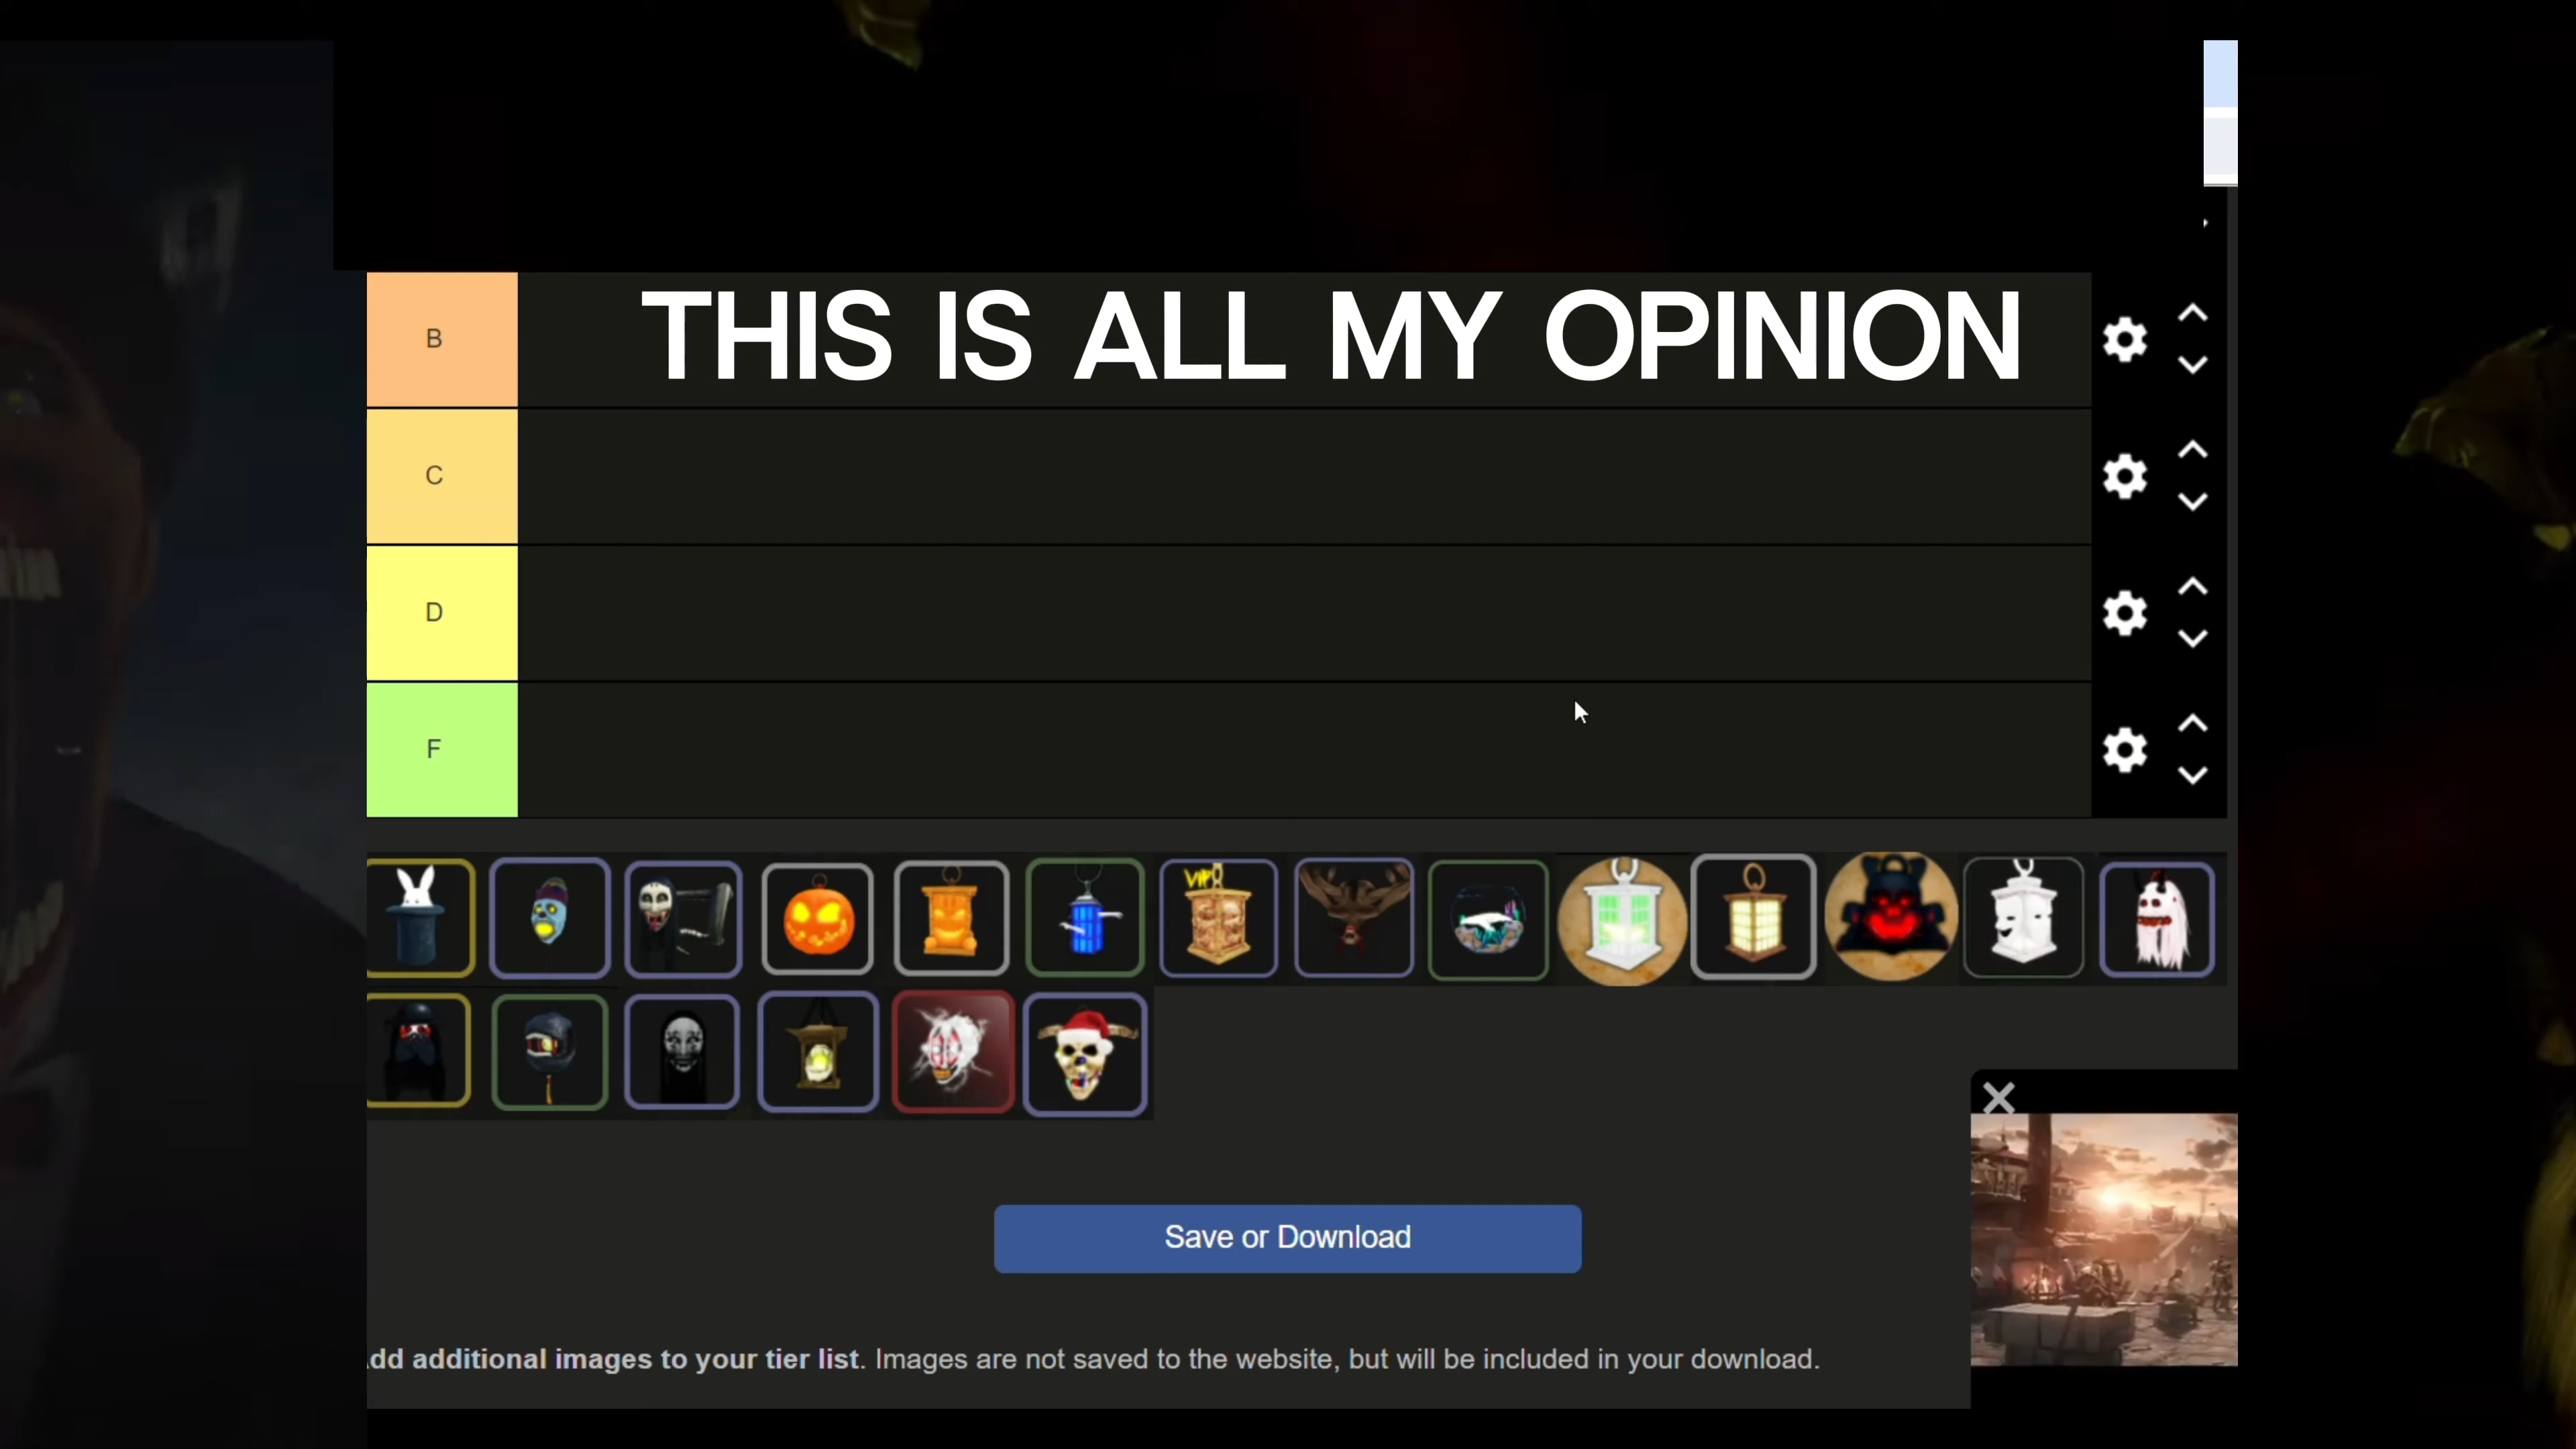 B
THIS IS ALL MY OPINION
C
D
F
VIP
Save or Download
dd additional images to your tier list. Images are not saved to the website, but will be included in your download.